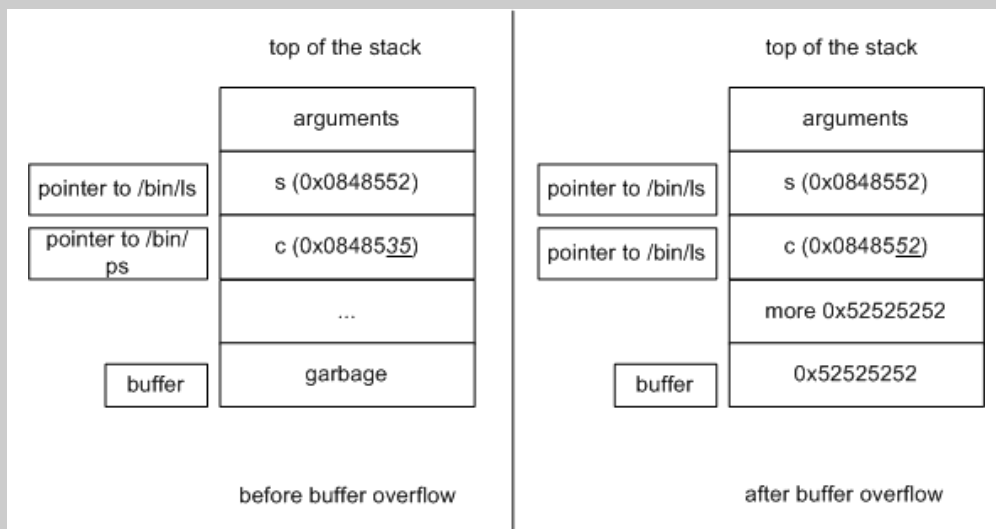 top of the stack
arguments
pointer to /bin/ls
s (0x0848552)
pointer to /bin/
ps
c (0x0848535)
...
buffer
garbage
before buffer overflow
top of the stack
arguments
pointer to /bin/ls
s (0x0848552)
pointer to /bin/ls
c (0x0848552)
more 0x52525252
buffer
0x52525252
after buffer overflow